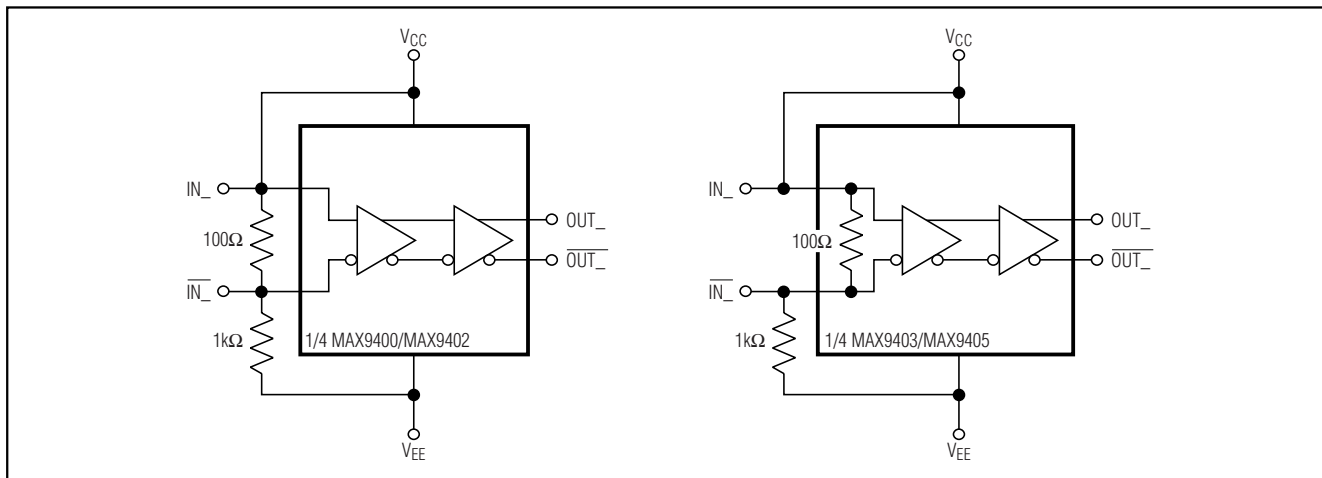 VCC
IN_
100Ω
IN_
1kΩ
1/4 MAX9400/MAX9402
OUT_
OUT_
VEE
VCC
IN_
100Ω
IN_
1kΩ
1/4 MAX9403/MAX9405
OUT_
OUT_
VEE